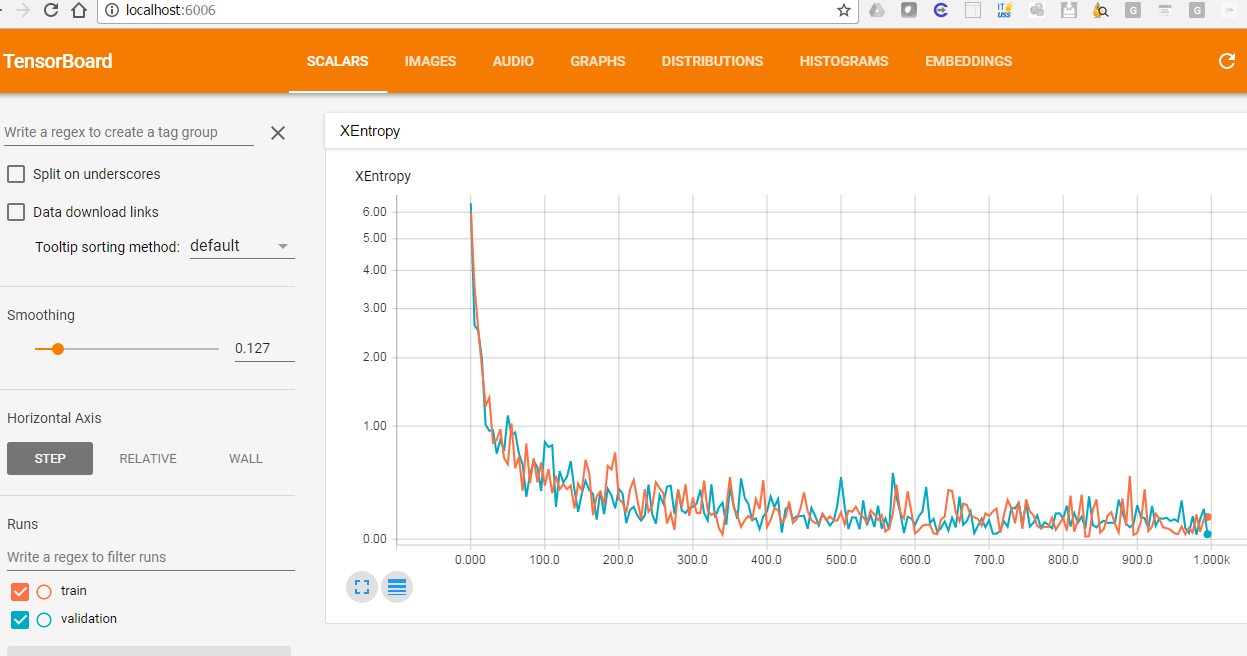 localhost:6006
IT
USS
G
G
TensorBoard
SCALARS IMAGES AUDIO GRAPHS DISTRIBUTIONS HISTOGRAMS EMBEDDINGS
Write a regex to create a tag group
Split on underscores
Data download links
Tooltip sorting method: default
Smoothing
0.127
Horizontal Axis
STEP RELATIVE WALL
Runs
Write a regex to filter runs
train
validation
XEntropy
XEntropy
6.00
5.00
4.00
3.00
2.00
1.00
0.00
0.000 100.0 200.0 300.0 400.0 500.0 600.0 700.0 800.0 900.0 1.000k